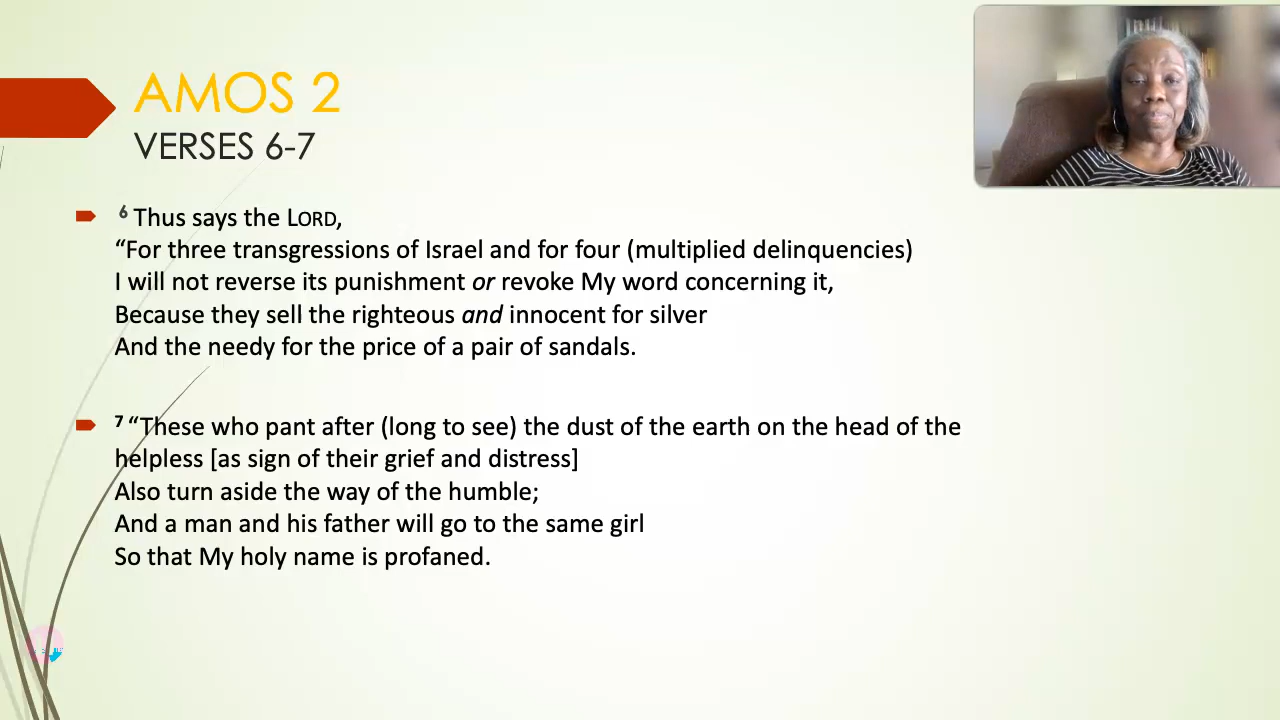 AMOS 2
VERSES 6-7
6 Thus says the LORD,
“For three transgressions of Israel and for four (multiplied delinquencies)
I will not reverse its punishment or revoke My word concerning it,
Because they sell the righteous and innocent for silver
And the needy for the price of a pair of sandals.
7 “These who pant after (long to see) the dust of the earth on the head of the
helpless [as sign of their grief and distress]
Also turn aside the way of the humble;
And a man and his father will go to the same girl
So that My holy name is profaned.